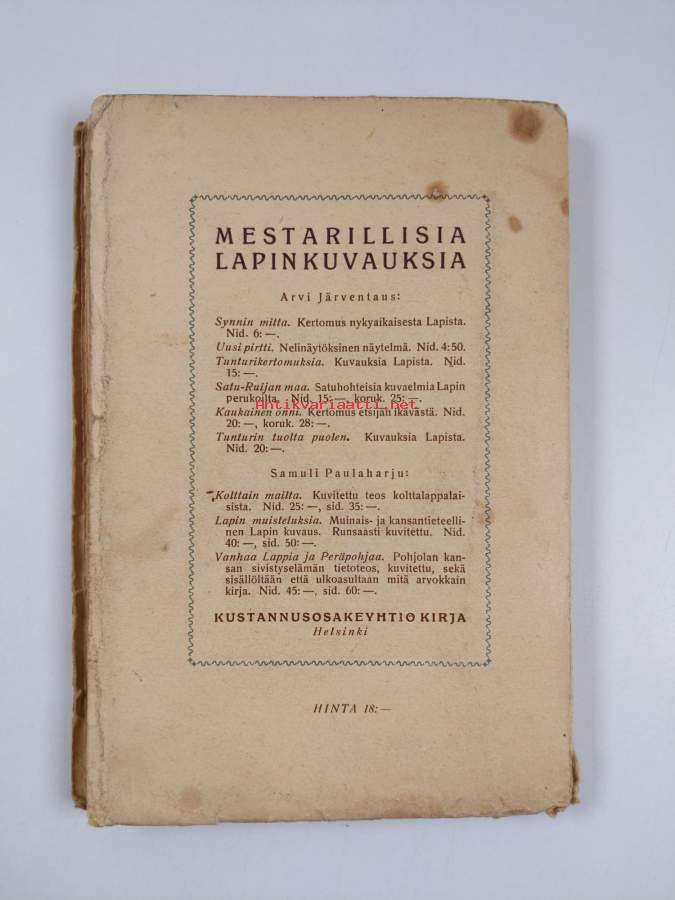 MESTARILLISIA
LAPINKUVAUKSIA
Arvi Järventaus:
Synnin mitta. Kertomus nykyaikaisesta Lapista.
Nid. 6: —.
Uusi pirtti. Nelinäytöksinen näytelmä. Nid. 4: 50.
Tunturikertomuksia. Kuvauksia Lapista. Nid.
15: —.
Satu-Ruijan maa. Satuhohteisia kuvaelmia Lapin
perukoilta. Nid. 15: —, koruk. 25: —.
Antikvariaatti.net
Kaukainen onni. Kertomus etsijän ikävästä. Nid.
20: —, koruk. 28: —.
Tunturin tuolta puolen. Kuvauksia Lapista.
Nid. 20: —.
Samuli Paulaharju:
Kolttain mailta. Kuvitettu teos kolttalappalai-
sista. Nid. 25: —, sid. 35: —.
Lapin muisteluksia. Muinais- ja kansantieteelli-
nen Lapin kuvaus. Runsaasti kuvitettu. Nid.
40: —, sid. 50: —.
Vanhaa Lappia ja Peräpohjaa. Pohjolan kan-
san sivistyselämän tietoteos, kuvitettu, sekä
sisällöltään että ulkoasultaan mitä arvokkain
kirja. Nid. 45: —, sid. 60: —.
KUSTANNUSOSAKEYHTIÖ KIRJA
Helsinki
HINTA 18: —